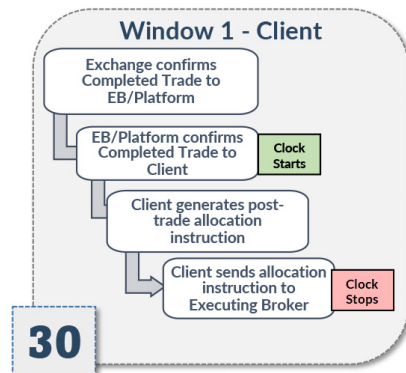 Window 1 - Client
Exchange confirms
Completed Trade to
EB/Platform
EB/Platform confirms
Completed Trade to
Client
Clock
Starts
Client generates post-
trade allocation
instruction
Client sends allocation
instruction to
Executing Broker
Clock
Stops
30